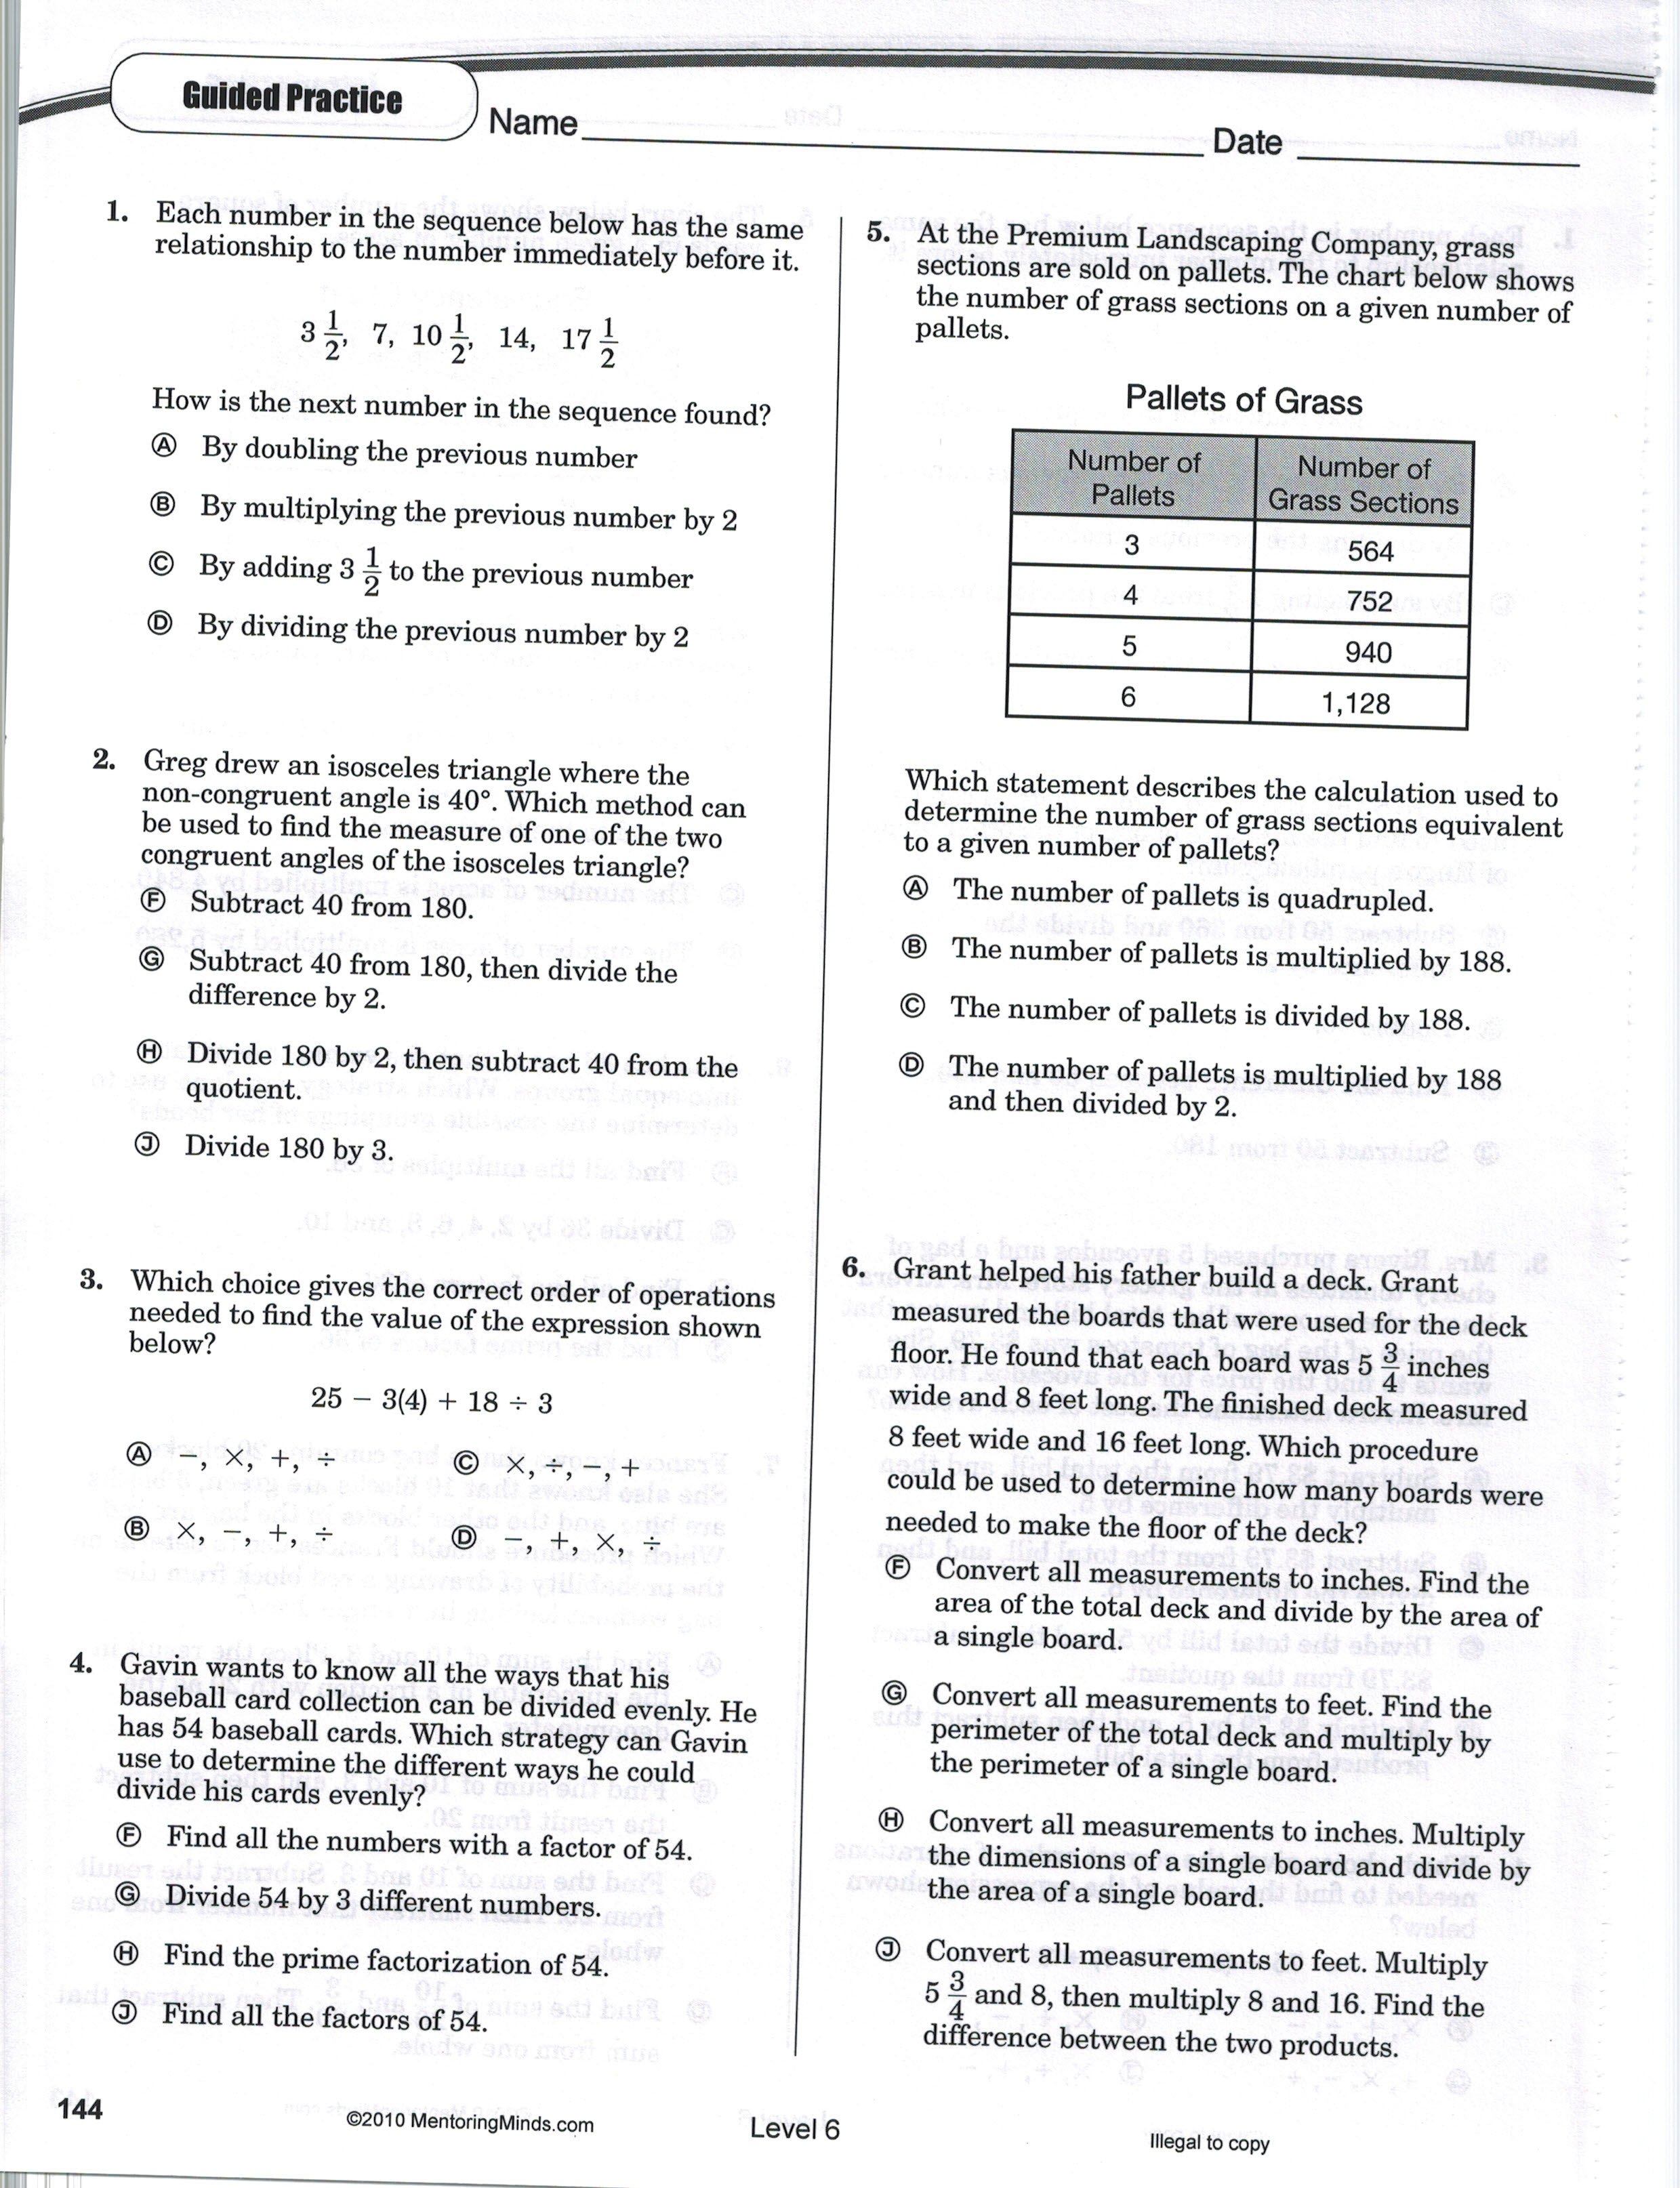 Guided Practice
Name
Date
1. Each number in the sequence below has the same
relationship to the number immediately before it.
3 1/2, 7, 10 1/2, 14, 17 1/2
How is the next number in the sequence found?
Ⓐ By doubling the previous number
Ⓑ By multiplying the previous number by 2
Ⓒ By adding 3 1/2 to the previous number
Ⓓ By dividing the previous number by 2
2. Greg drew an isosceles triangle where the
non-congruent angle is 40°. Which method can
be used to find the measure of one of the two
congruent angles of the isosceles triangle?
Ⓕ Subtract 40 from 180.
Ⓖ Subtract 40 from 180, then divide the
difference by 2.
Ⓗ Divide 180 by 2, then subtract 40 from the
quotient.
Ⓙ Divide 180 by 3.
3. Which choice gives the correct order of operations
needed to find the value of the expression shown
below?
25 − 3(4) + 18 ÷ 3
Ⓐ −, ×, +, ÷
Ⓒ ×, ÷, −, +
Ⓑ ×, −, +, ÷
Ⓓ −, +, ×, ÷
4. Gavin wants to know all the ways that his
baseball card collection can be divided evenly. He
has 54 baseball cards. Which strategy can Gavin
use to determine the different ways he could
divide his cards evenly?
Ⓕ Find all the numbers with a factor of 54.
Ⓖ Divide 54 by 3 different numbers.
Ⓗ Find the prime factorization of 54.
Ⓙ Find all the factors of 54.
5. At the Premium Landscaping Company, grass
sections are sold on pallets. The chart below shows
the number of grass sections on a given number of
pallets.
Pallets of Grass
Number of Pallets Number of Grass Sections
3 564
4 752
5 940
6 1,128
Which statement describes the calculation used to
determine the number of grass sections equivalent
to a given number of pallets?
Ⓐ The number of pallets is quadrupled.
Ⓑ The number of pallets is multiplied by 188.
Ⓒ The number of pallets is divided by 188.
Ⓓ The number of pallets is multiplied by 188
and then divided by 2.
6. Grant helped his father build a deck. Grant
measured the boards that were used for the deck
floor. He found that each board was 5 3/4 inches
wide and 8 feet long. The finished deck measured
8 feet wide and 16 feet long. Which procedure
could be used to determine how many boards were
needed to make the floor of the deck?
Ⓕ Convert all measurements to inches. Find the
area of the total deck and divide by the area of
a single board.
Ⓖ Convert all measurements to feet. Find the
perimeter of the total deck and multiply by
the perimeter of a single board.
Ⓗ Convert all measurements to inches. Multiply
the dimensions of a single board and divide by
the area of a single board.
Ⓙ Convert all measurements to feet. Multiply
5 3/4 and 8, then multiply 8 and 16. Find the
difference between the two products.
144
©2010 MentoringMinds.com
Level 6
Illegal to copy